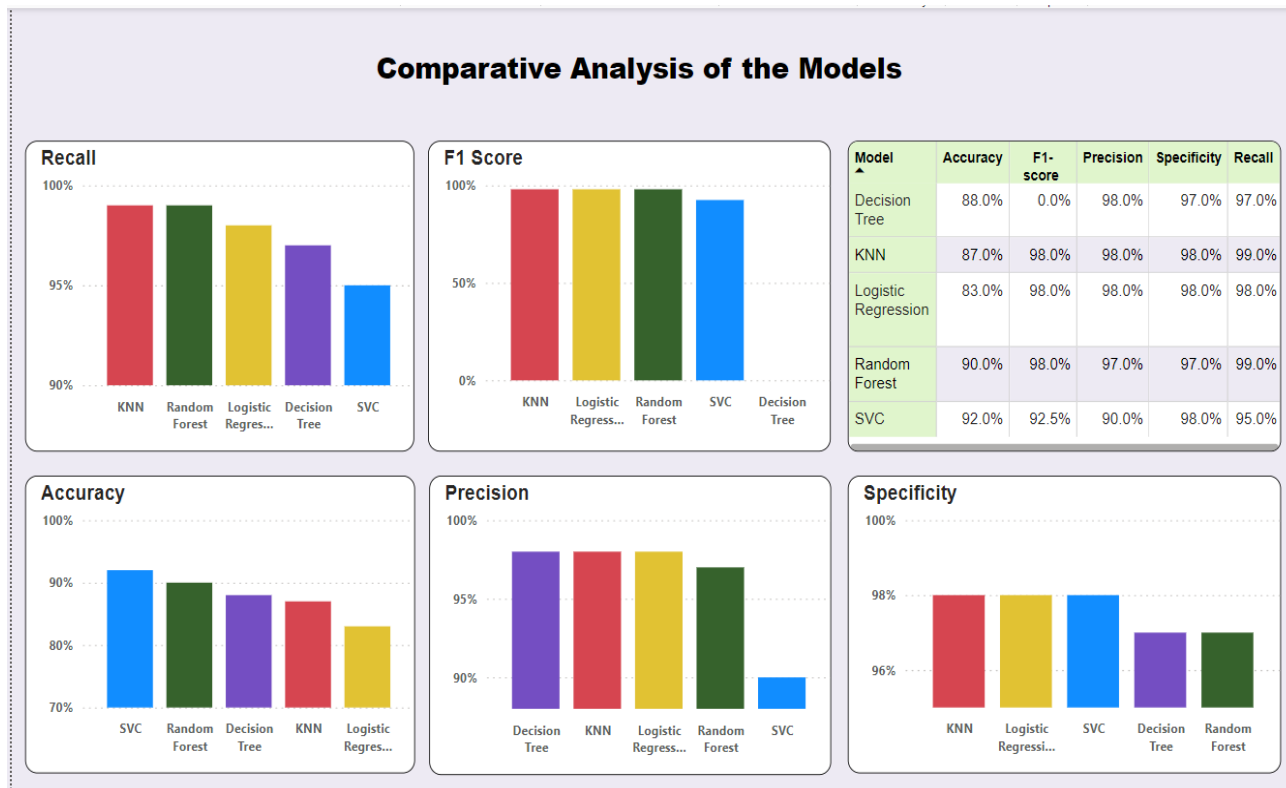 Comparative Analysis of the Models
Recall
100%
95%
90%
KNN Random Logistic Decision SVC
Forest Regres... Tree
F1 Score
100%
50%
0%
KNN Logistic Random SVC Decision
Regress... Forest Tree
Model Accuracy F1- Precision Specificity Recall
score
Decision 88.0% 0.0% 98.0% 97.0% 97.0%
Tree
KNN 87.0% 98.0% 98.0% 98.0% 99.0%
Logistic 83.0% 98.0% 98.0% 98.0% 98.0%
Regression
Random 90.0% 98.0% 97.0% 97.0% 99.0%
Forest
SVC 92.0% 92.5% 90.0% 98.0% 95.0%
Accuracy
100%
90%
80%
70%
SVC Random Decision KNN Logistic
Forest Tree Regres...
Precision
100%
95%
90%
Decision KNN Logistic Random SVC
Tree Regress... Forest
Specificity
100%
98%
96%
KNN Logistic SVC Decision Random
Regressi... Tree Forest